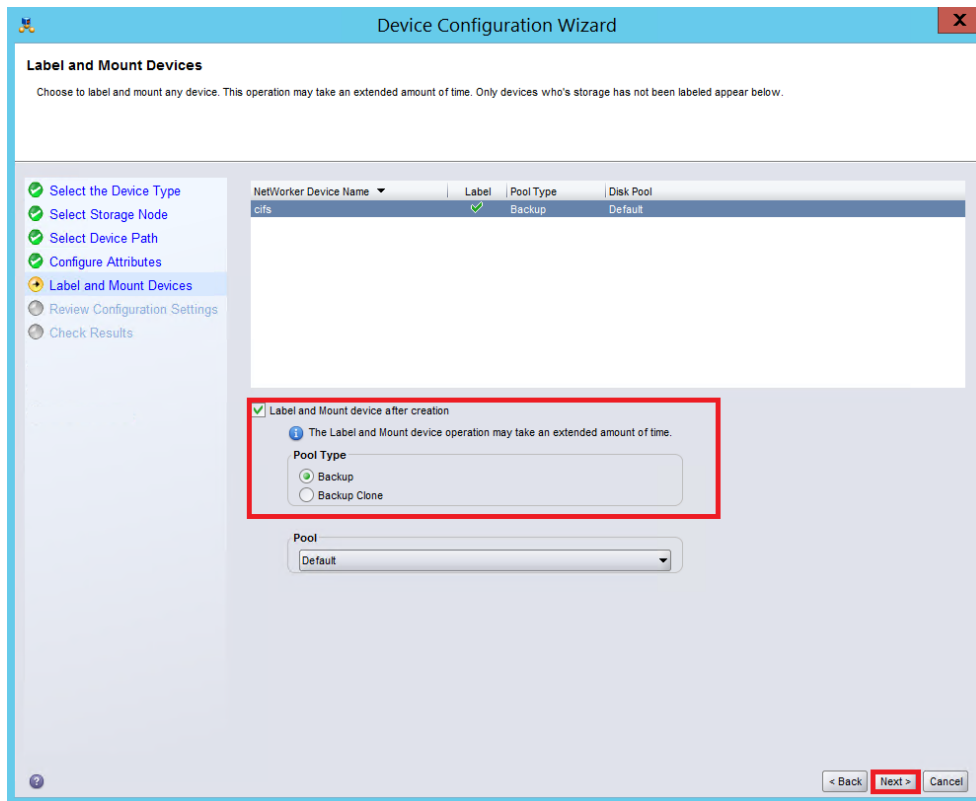 Device Configuration Wizard
X
Label and Mount Devices
Choose to label and mount any device. This operation may take an extended amount of time. Only devices who's storage has not been labeled appear below.
Select the Device Type
Select Storage Node
Select Device Path
Configure Attributes
Label and Mount Devices
Review Configuration Settings
Check Results
NetWorker Device Name Label Pool Type Disk Pool
cifs Backup Default
Label and Mount device after creation
i The Label and Mount device operation may take an extended amount of time.
Pool Type
Backup
Backup Clone
Pool
Default
? < Back Next > Cancel